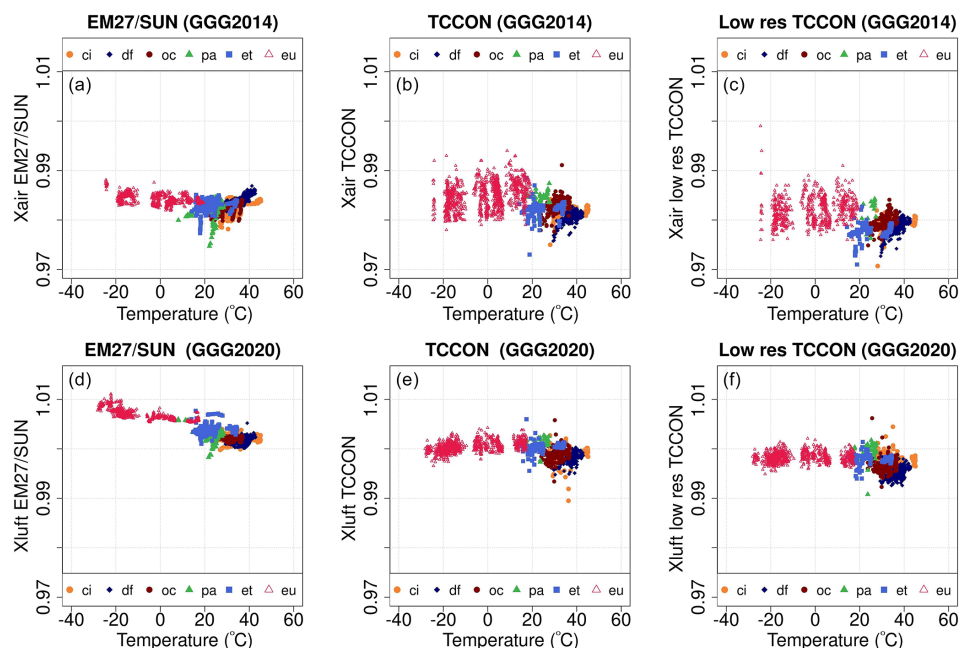 EM27/SUN (GGG2014)
ci df oc pa et eu
(a)
0.97 0.99 1.01
Xair EM27/SUN
-40 -20 0 20 40 60
Temperature (°C)
TCCON (GGG2014)
ci df oc pa et eu
(b)
0.97 0.99 1.01
Xair TCCON
-40 -20 0 20 40 60
Temperature (°C)
Low res TCCON (GGG2014)
ci df oc pa et eu
(c)
0.97 0.99 1.01
Xair low res TCCON
-40 -20 0 20 40 60
Temperature (°C)
EM27/SUN (GGG2020)
(d)
0.97 0.99 1.01
Xluft EM27/SUN
ci df oc pa et eu
-40 -20 0 20 40 60
Temperature (°C)
TCCON (GGG2020)
(e)
0.97 0.99 1.01
Xluft TCCON
ci df oc pa et eu
-40 -20 0 20 40 60
Temperature (°C)
Low res TCCON (GGG2020)
(f)
0.97 0.99 1.01
Xluft low res TCCON
ci df oc pa et eu
-40 -20 0 20 40 60
Temperature (°C)